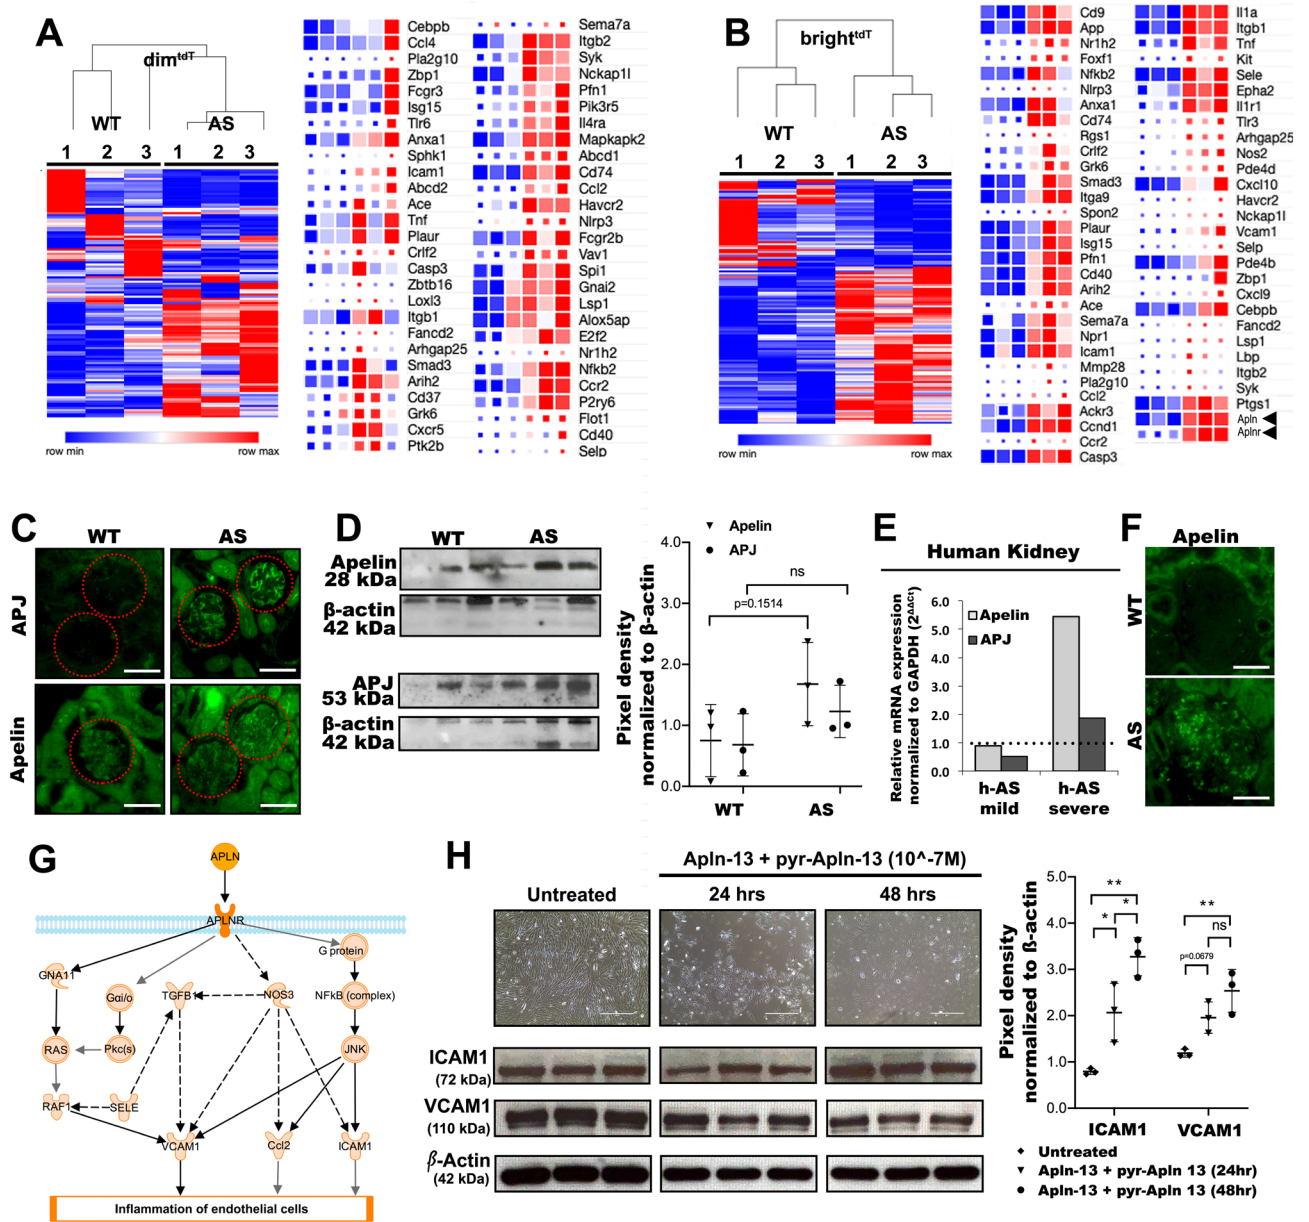 A
dim^tdT
WT
AS
1 2 3 1 2 3
row min
row max
Cebpb
Ccl4
Pla2g10
Zbp1
Fcgr3
Isg15
Tlr6
Anxa1
Sphk1
Icam1
Abcd2
Ace
Tnf
Plaur
Crlf2
Casp3
Zbtb16
Loxl3
Itgb1
Fancd2
Arhgap25
Smad3
Arih2
Cd37
Grk6
Cxcr5
Ptk2b
Sema7a
Itgb2
Syk
Nckap1l
Pfn1
Pik3r5
Il4ra
Mapkapk2
Abcd1
Cd74
Ccl2
Havcr2
Nlrp3
Fcgr2b
Vav1
Spi1
Gnai2
Lsp1
Alox5ap
E2f2
Nr1h2
Nfkb2
Ccr2
P2ry6
Flot1
Cd40
Selp
B
bright^tdT
WT
AS
1 2 3 1 2 3
row min
row max
Cd9
App
Nr1h2
Foxf1
Nfkb2
Nlrp3
Anxa1
Cd74
Rgs1
Crlf2
Grk6
Smad3
Itga9
Spon2
Plaur
Isg15
Pfn1
Cd40
Arih2
Ace
Sema7a
Npr1
Icam1
Mmp28
Pla2g10
Ccl2
Ackr3
Ccnd1
Ccr2
Casp3
Il1a
Itgb1
Tnf
Kit
Sele
Epha2
Il1r1
Tlr3
Arhgap25
Nos2
Pde4d
Cxcl10
Havcr2
Nckap1l
Vcam1
Selp
Pde4b
Zbp1
Cxcl9
Cebpb
Fancd2
Lsp1
Lbp
Itgb2
Syk
Ptgs1
Apln
Aplnr
C
WT
AS
APJ
Apelin
D
WT
AS
Apelin
28 kDa
β-actin
42 kDa
APJ
53 kDa
β-actin
42 kDa
Apelin
APJ
Pixel density
normalized to β-actin
4.0
3.0
2.0
1.0
0.0
ns
p=0.1514
WT
AS
E
Human Kidney
Relative mRNA expression
normalized to GAPDH (2^ΔΔCt)
6.0
5.0
4.0
3.0
2.0
1.0
0.0
Apelin
APJ
h-AS
mild
h-AS
severe
F
Apelin
WT
AS
G
APLN
APLNR
G protein
GNA11
Gαi/o
TGFB1
NOS3
NFkB (complex)
RAS
Pkc(s)
JNK
RAF1
SELE
VCAM1
Ccl2
ICAM1
Inflammation of endothelial cells
H
Apln-13 + pyr-Apln-13 (10^-7M)
Untreated
24 hrs
48 hrs
ICAM1
(72 kDa)
VCAM1
(110 kDa)
β-Actin
(42 kDa)
Pixel density
normalized to ß-actin
5.0
4.0
3.0
2.0
1.0
0.0
**
*
*
**
ns
p=0.0679
ICAM1
VCAM1
Untreated
Apln-13 + pyr-Apln 13 (24hr)
Apln-13 + pyr-Apln 13 (48hr)